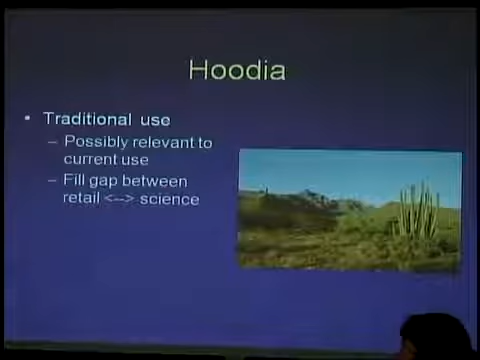 Hoodia
• Traditional use
– Possibly relevant to
current use
– Fill gap between
retail <--> science